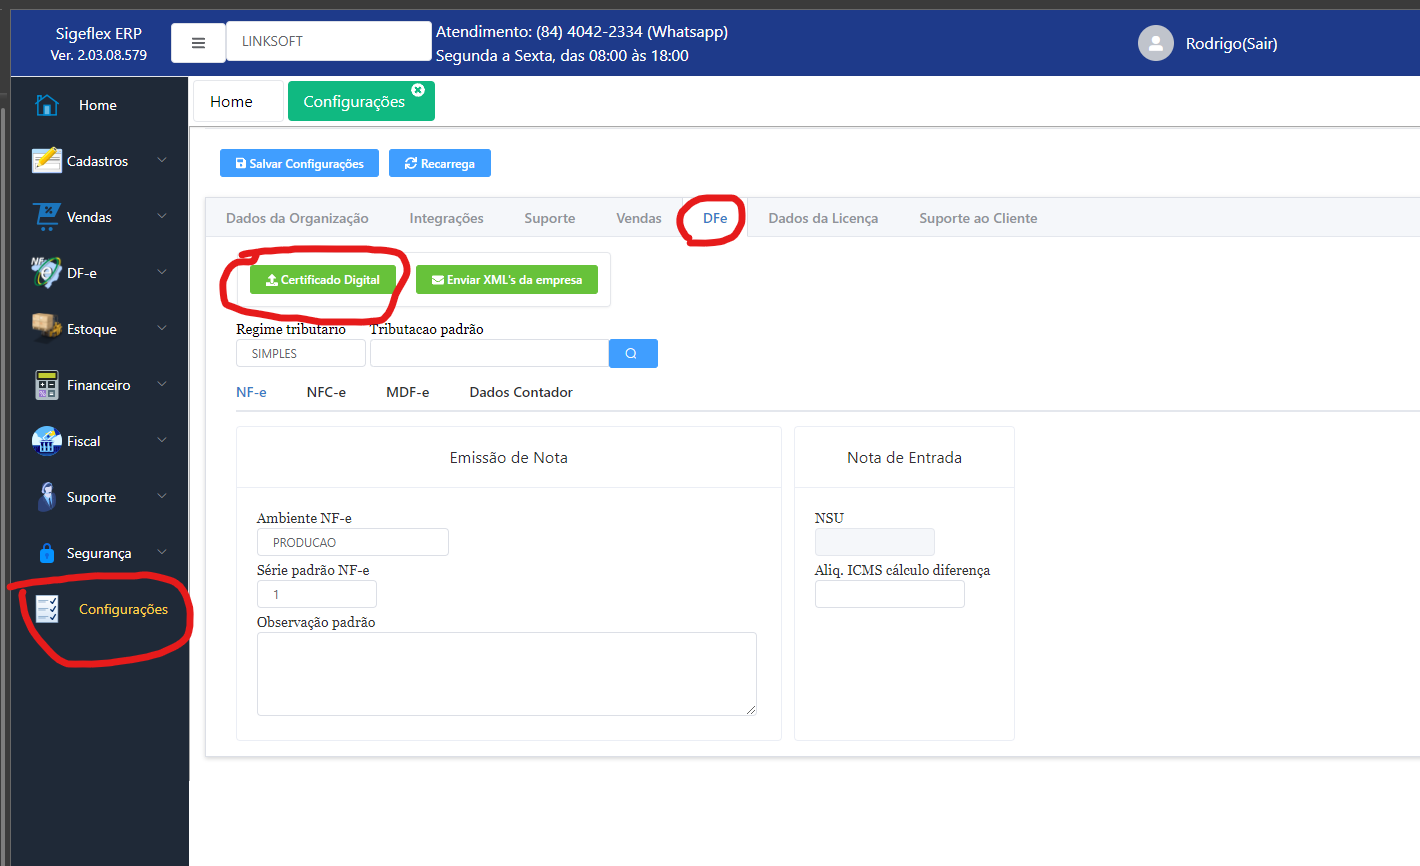 Sigeflex ERP
Ver. 2.03.08.579
LINKSOFT
Atendimento: (84) 4042-2334 (Whatsapp)
Segunda a Sexta, das 08:00 às 18:00
Rodrigo(Sair)
Home
Cadastros
Vendas
DF-e
Estoque
Financeiro
Fiscal
Suporte
Segurança
Configurações
Home
Configurações
Salvar Configurações
Recarrega
Dados da Organização
Integrações
Suporte
Vendas
DFe
Dados da Licença
Suporte ao Cliente
Certificado Digital
Enviar XML's da empresa
Regime tributario
Tributacao padrão
SIMPLES
NF-e
NFC-e
MDF-e
Dados Contador
Emissão de Nota
Ambiente NF-e
PRODUCAO
Série padrão NF-e
1
Observação padrão
Nota de Entrada
NSU
Aliq. ICMS cálculo diferença